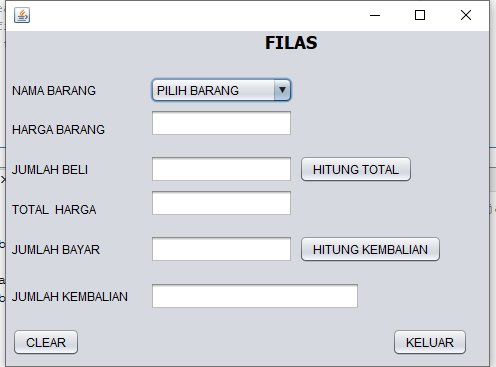 FILAS
NAMA BARANG PILIH BARANG
HARGA BARANG
JUMLAH BELI HITUNG TOTAL
TOTAL HARGA
JUMLAH BAYAR HITUNG KEMBALIAN
JUMLAH KEMBALIAN
CLEAR KELUAR